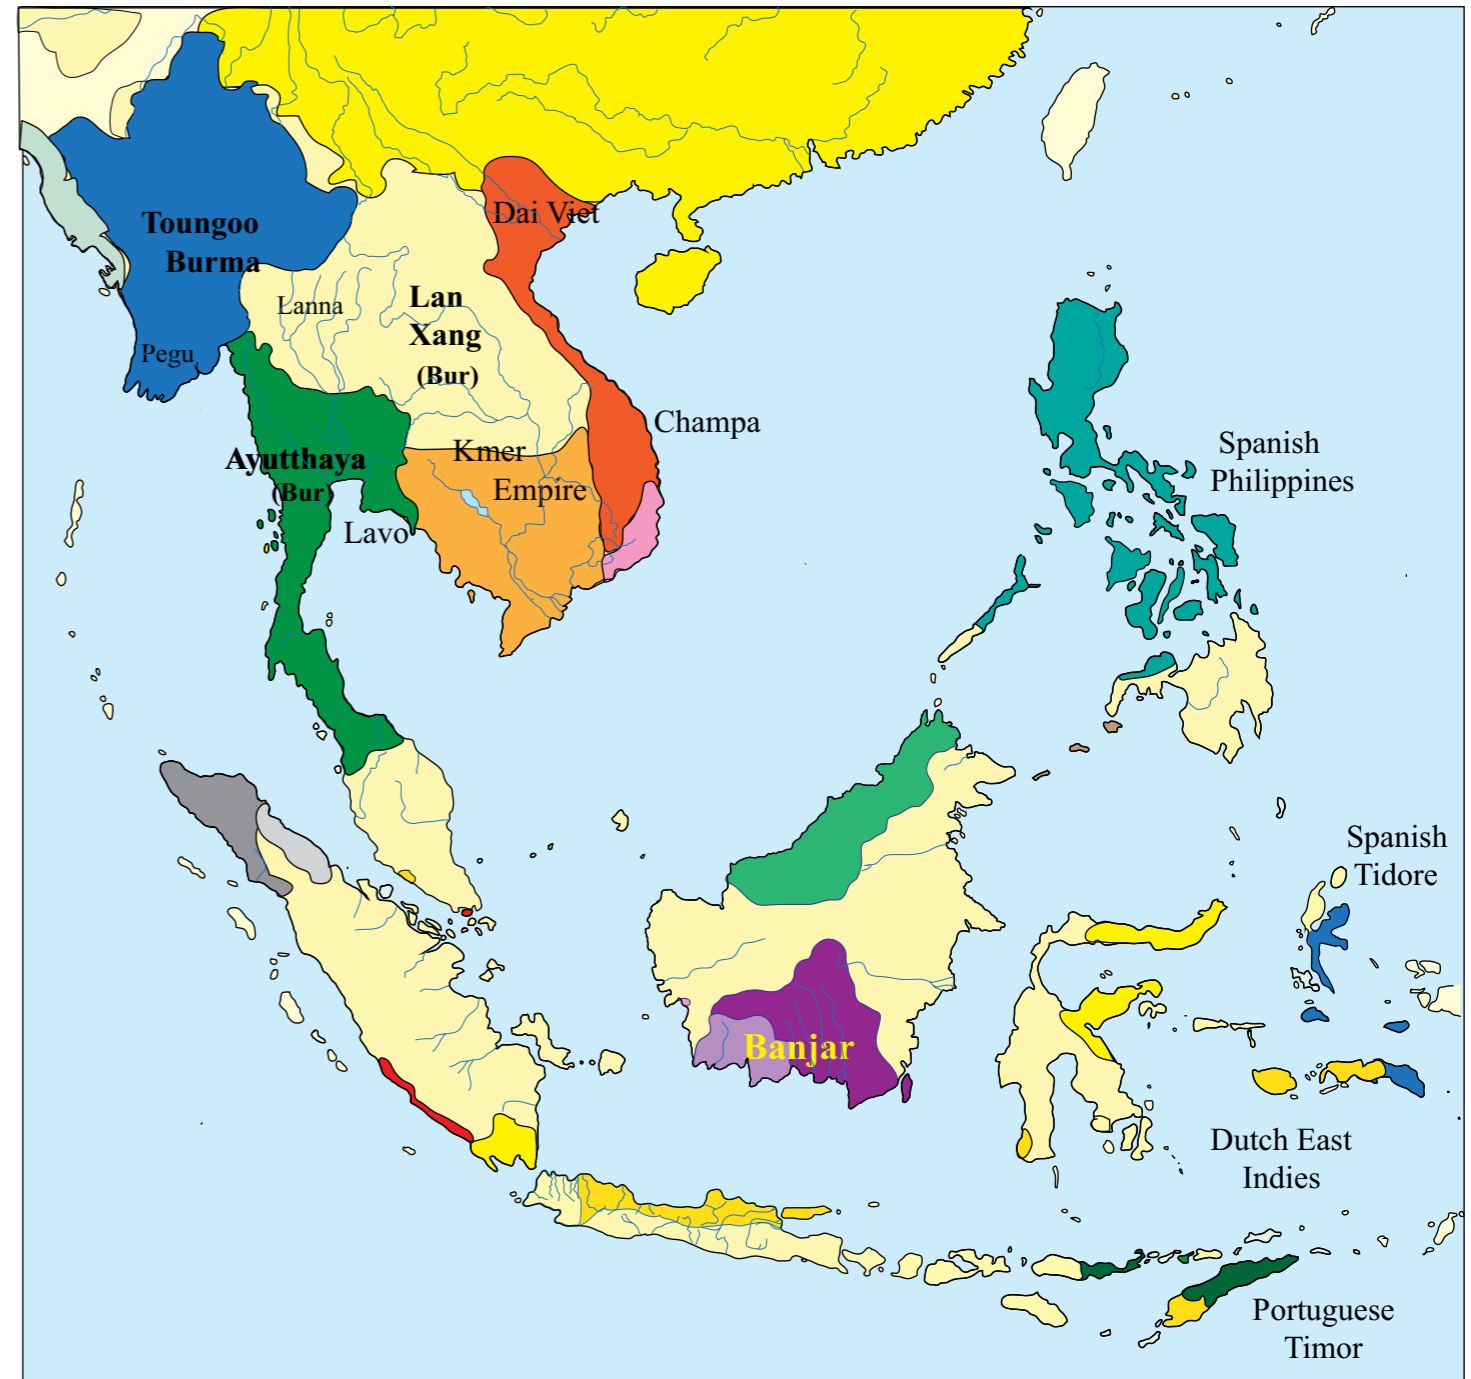 Dai Viet
Toungoo
Burma
Lanna
Lan
Xang
(Bur)
Pegu
Champa
Ayutthaya
(Bur)
Kmer
Empire
Lavo
Spanish
Philippines
Spanish
Tidore
Banjar
Dutch East
Indies
Portuguese
Timor